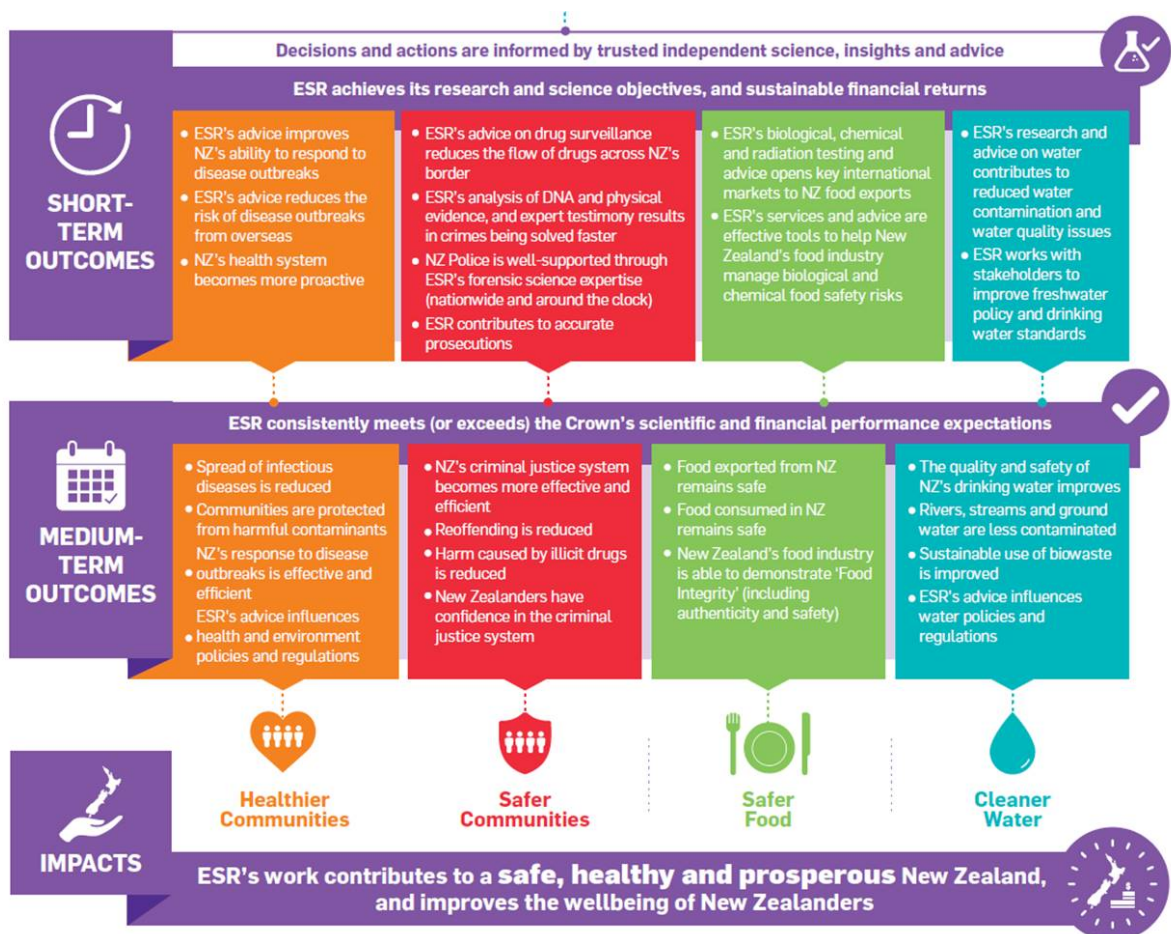 Decisions and actions are informed by trusted independent science, insights and advice
ESR achieves its research and science objectives, and sustainable financial returns
SHORT-
TERM
OUTCOMES
• ESR's advice improves
NZ's ability to respond to
disease outbreaks
• ESR's advice reduces the
risk of disease outbreaks
from overseas
• NZ's health system
becomes more proactive
• ESR's advice on drug surveillance
reduces the flow of drugs across NZ's
border
• ESR's analysis of DNA and physical
evidence, and expert testimony results
in crimes being solved faster
• NZ Police is well-supported through
ESR's forensic science expertise
(nationwide and around the clock)
• ESR contributes to accurate
prosecutions
• ESR's biological, chemical
and radiation testing and
advice opens key international
markets to NZ food exports
• ESR's services and advice are
effective tools to help New
Zealand's food industry
manage biological and
chemical food safety risks
• ESR's research and
advice on water
contributes to
reduced water
contamination and
water quality issues
• ESR works with
stakeholders to
improve freshwater
policy and drinking
water standards
ESR consistently meets (or exceeds) the Crown's scientific and financial performance expectations
MEDIUM-
TERM
OUTCOMES
• Spread of infectious
diseases is reduced
• Communities are protected
from harmful contaminants
NZ's response to disease
• outbreaks is effective and
efficient
ESR's advice influences
• health and environment
policies and regulations
• NZ's criminal justice system
becomes more effective and
efficient
• Reoffending is reduced
• Harm caused by illicit drugs
is reduced
• New Zealanders have
confidence in the criminal
justice system
• Food exported from NZ
remains safe
• Food consumed in NZ
remains safe
• New Zealand's food industry
is able to demonstrate 'Food
Integrity' (including
authenticity and safety)
• The quality and safety of
NZ's drinking water improves
• Rivers, streams and ground
water are less contaminated
• Sustainable use of biowaste
is improved
• ESR's advice influences
water policies and
regulations
Healthier
Communities
Safer
Communities
Safer
Food
Cleaner
Water
IMPACTS
ESR's work contributes to a safe, healthy and prosperous New Zealand,
and improves the wellbeing of New Zealanders
$